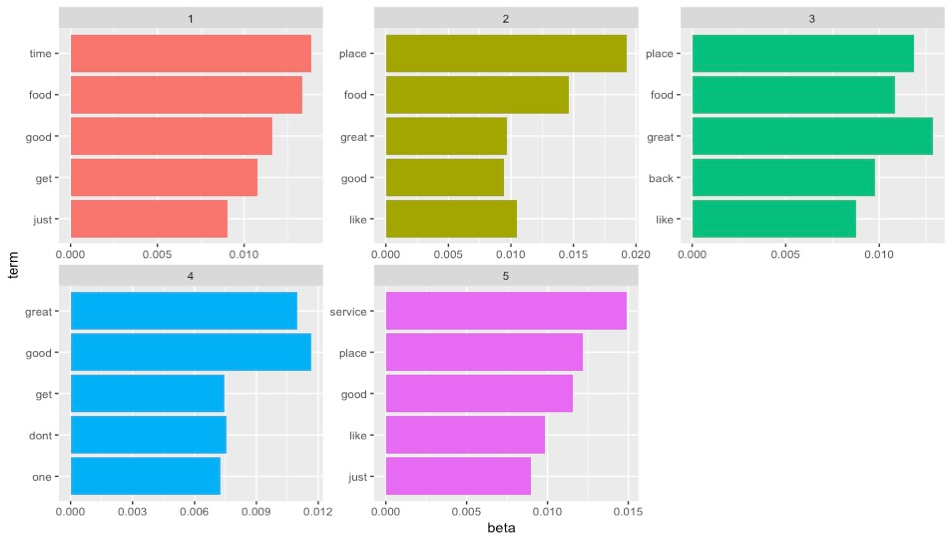 1
2
3
time
food
good
get
just
0.000 0.005 0.010
place
food
great
good
like
0.000 0.005 0.010 0.015 0.020
place
food
great
back
like
0.000 0.005 0.010
term
4
5
great
good
get
dont
one
0.000 0.003 0.006 0.009 0.012
service
place
good
like
just
0.000 0.005 0.010 0.015
beta